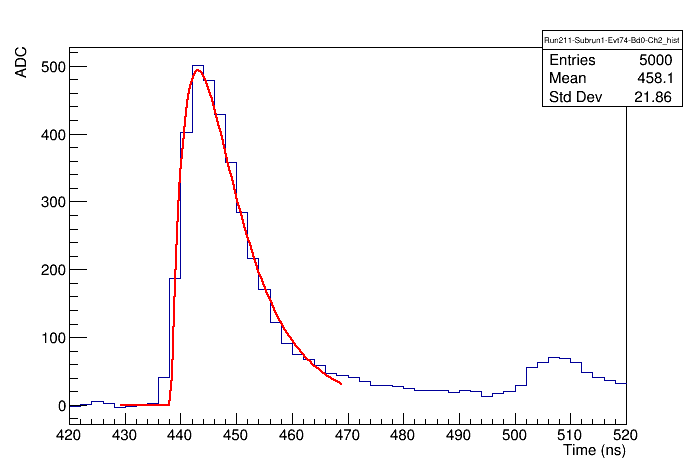 Run211-Subrun1-Evt74-Bd0-Ch2_hist
Entries 5000
Mean 458.1
Std Dev 21.86
ADC
500
400
300
200
100
0
420 430 440 450 460 470 480 490 500 510 520
Time (ns)